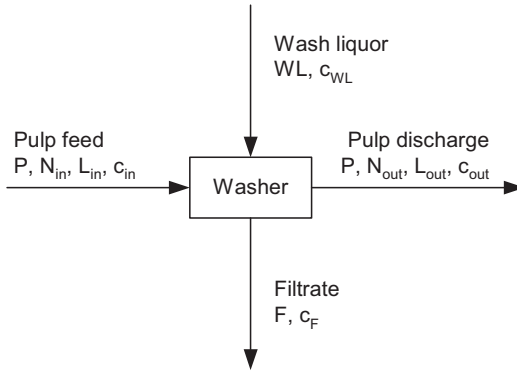 Wash liquor
WL, c_WL
Pulp feed
P, N_in, L_in, c_in
Washer
Pulp discharge
P, N_out, L_out, c_out
Filtrate
F, c_F